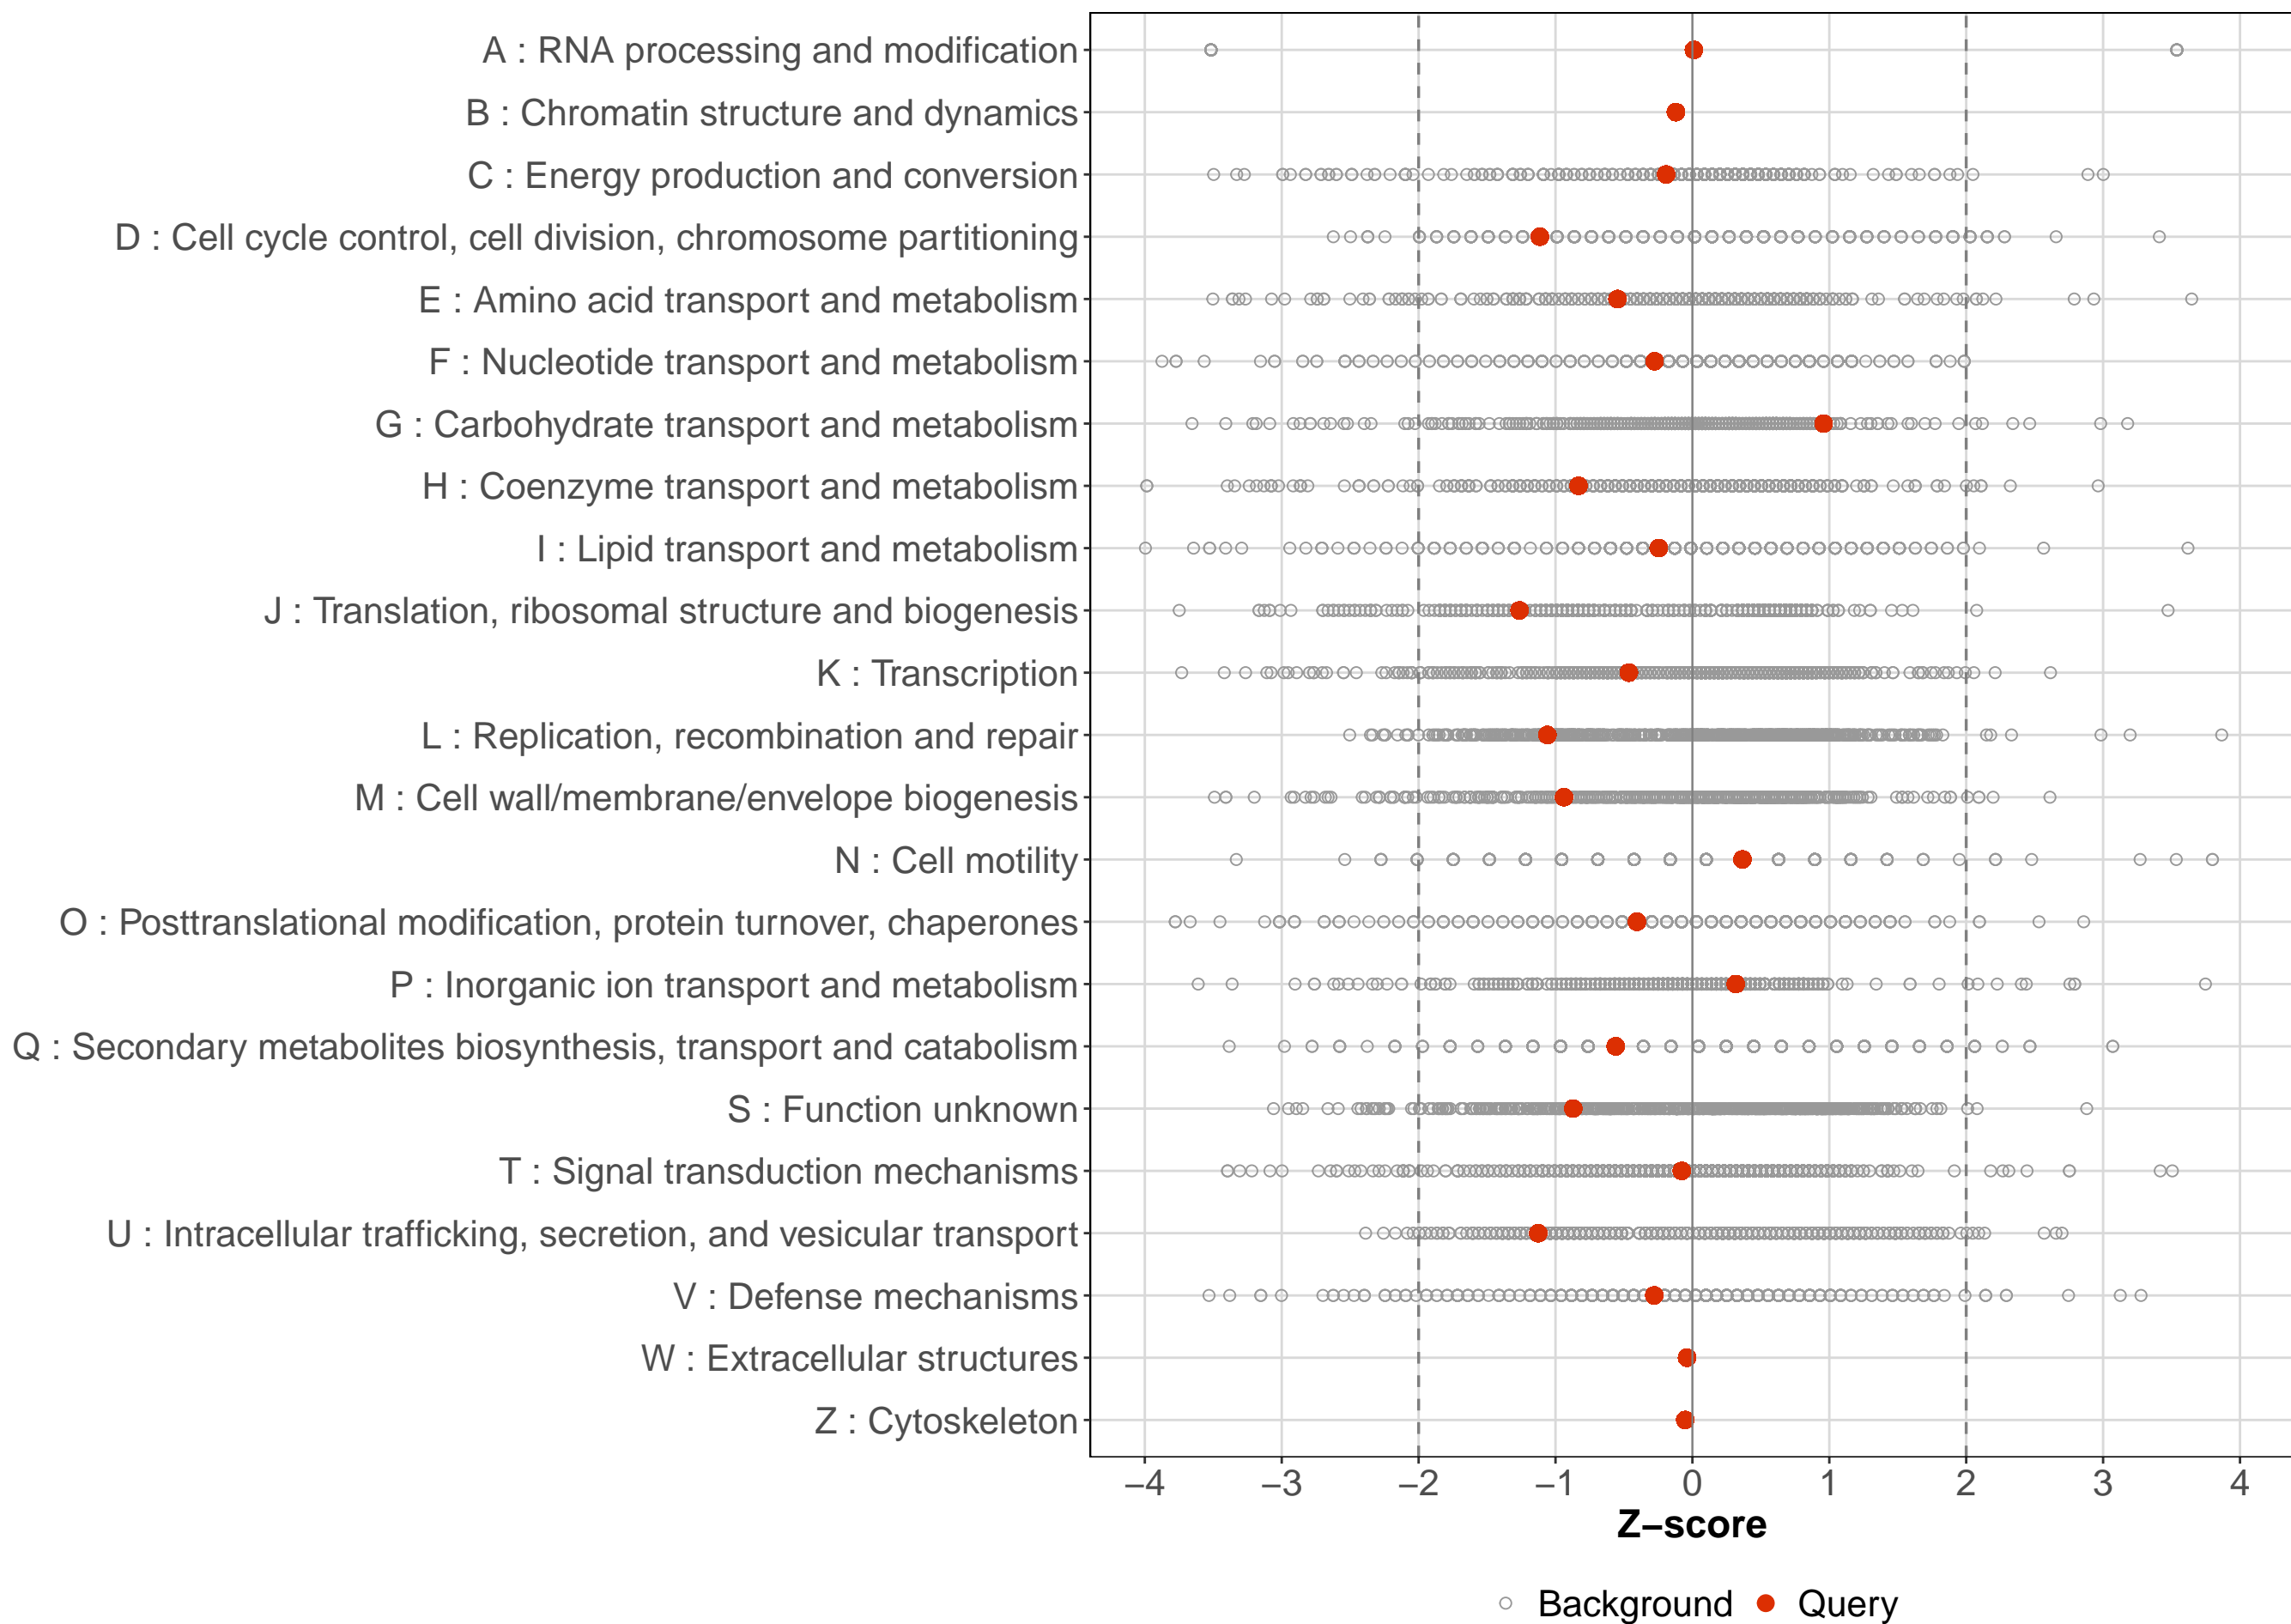 A : RNA processing and modification
B : Chromatin structure and dynamics
C : Energy production and conversion
D : Cell cycle control, cell division, chromosome partitioning
E : Amino acid transport and metabolism
F : Nucleotide transport and metabolism
G : Carbohydrate transport and metabolism
H : Coenzyme transport and metabolism
I : Lipid transport and metabolism
J : Translation, ribosomal structure and biogenesis
K : Transcription
L : Replication, recombination and repair
M : Cell wall/membrane/envelope biogenesis
N : Cell motility
O : Posttranslational modification, protein turnover, chaperones
P : Inorganic ion transport and metabolism
Q : Secondary metabolites biosynthesis, transport and catabolism
S : Function unknown
T : Signal transduction mechanisms
U : Intracellular trafficking, secretion, and vesicular transport
V : Defense mechanisms
W : Extracellular structures
Z : Cytoskeleton
−4 −3 −2 −1 0 1 2 3 4
Z−score
Background Query